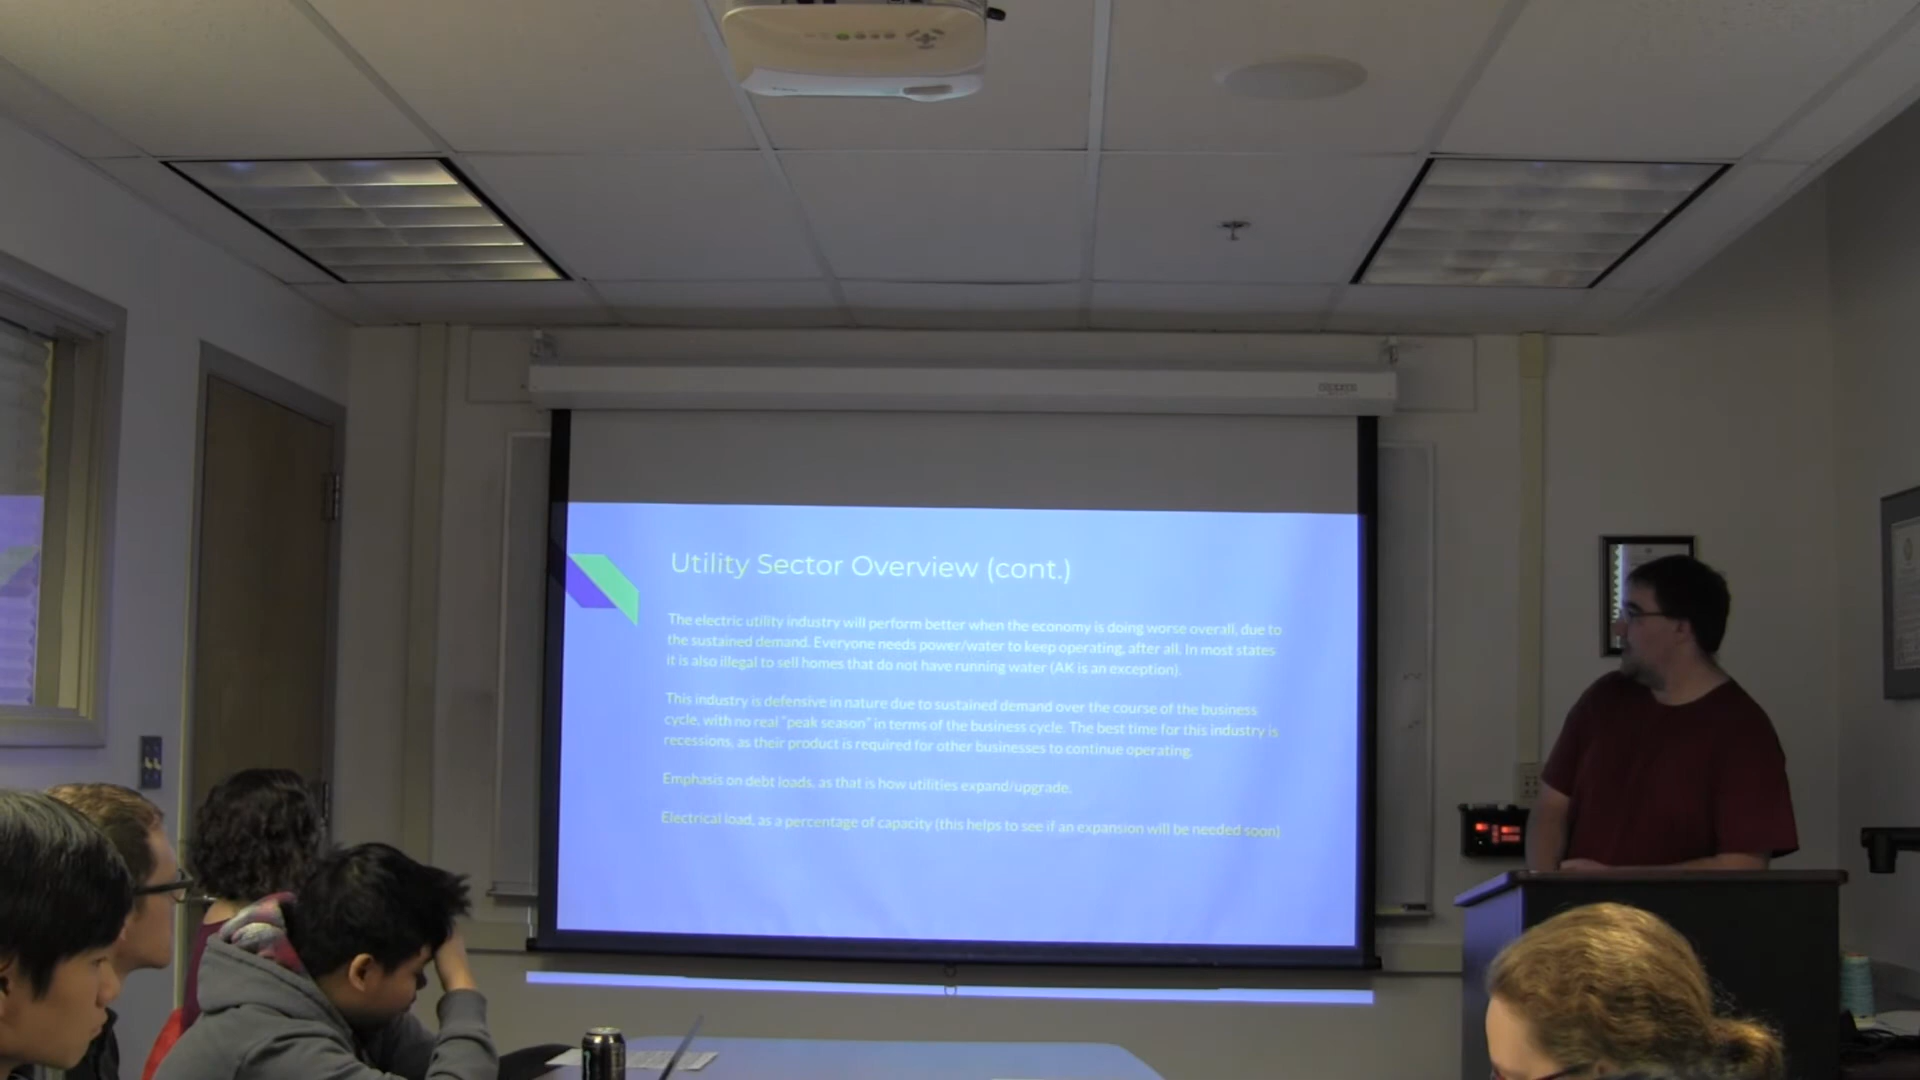 Utility Sector Overview (cont.)
The electric utility industry will perform better when the economy is doing worse overall, due to
the sustained demand. Everyone needs power/water to keep operating, after all. In most states
it is also illegal to sell homes that do not have running water (AK is an exception).
This industry is defensive in nature due to sustained demand over the course of the business
cycle, with no real "peak season" in terms of the business cycle. The best time for this industry is
recessions, as their product is required for other businesses to continue operating.
Emphasis on debt loads, as that is how utilities expand/upgrade.
Electrical load, as a percentage of capacity (this helps to see if an expansion will be needed soon)